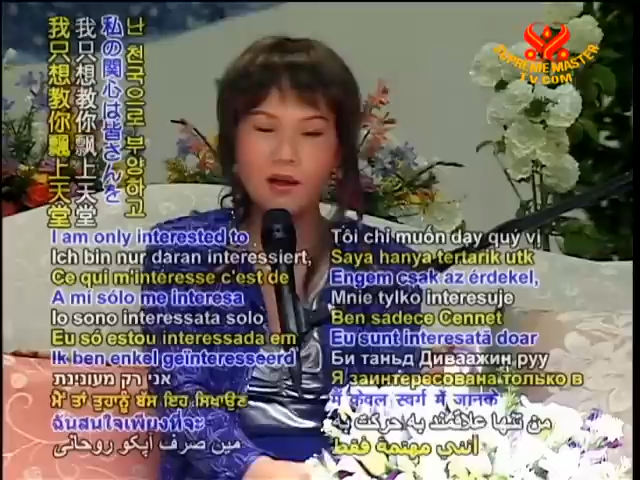 SUPREME MASTER
TV.COM
난 천국으로 부양하고
私の関心は皆さんを
我只想教你飘上天堂
我只想教你飄上天堂
I am only interested to
Ich bin nur daran interessiert,
Ce qui m'intéresse c'est de
A mí sólo me interesa
Io sono interessata solo
Eu só estou interessada em
Ik ben enkel geïnteresseerd
אני רק מעונינת
ਮੈਂ ਤਾਂ ਤੁਹਾਨੂੰ ਬੱਸ ਇਹ ਸਿਖਾਉਣ
ฉันสนใจเพียงที่จะ
مین صرف آپکو روحانی
Tôi chỉ muốn dạy quý vị
Saya hanya tertarik utk
Engem csak az érdekel,
Mnie tylko interesuje
Ben sadece Cennet
Eu sunt interesată doar
Би таньд Диваажин руу
Я заинтересована только в
मैं केवल स्वर्ग में जानके
من تنها علاقمند به حرکت به
أنني مهتمة فقط